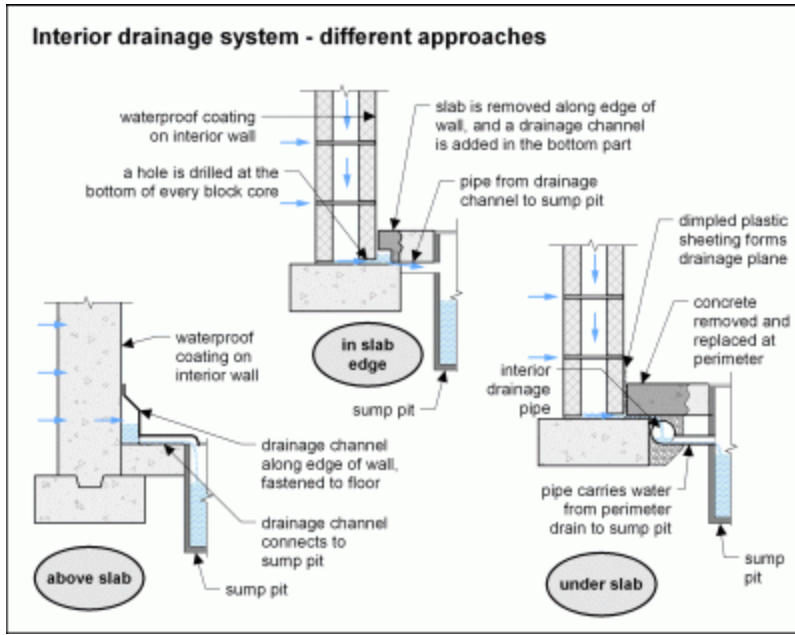 Interior drainage system - different approaches
waterproof coating
on interior wall
a hole is drilled at the
bottom of every block core
slab is removed along edge of
wall, and a drainage channel
is added in the bottom part
pipe from drainage
channel to sump pit
in slab
edge
sump pit
waterproof
coating on
interior wall
drainage channel
along edge of wall,
fastened to floor
drainage channel
connects to
sump pit
sump pit
above slab
dimpled plastic
sheeting forms
drainage plane
concrete
removed and
replaced at
perimeter
interior
drainage
pipe
pipe carries water
from perimeter
drain to sump pit
sump
pit
under slab